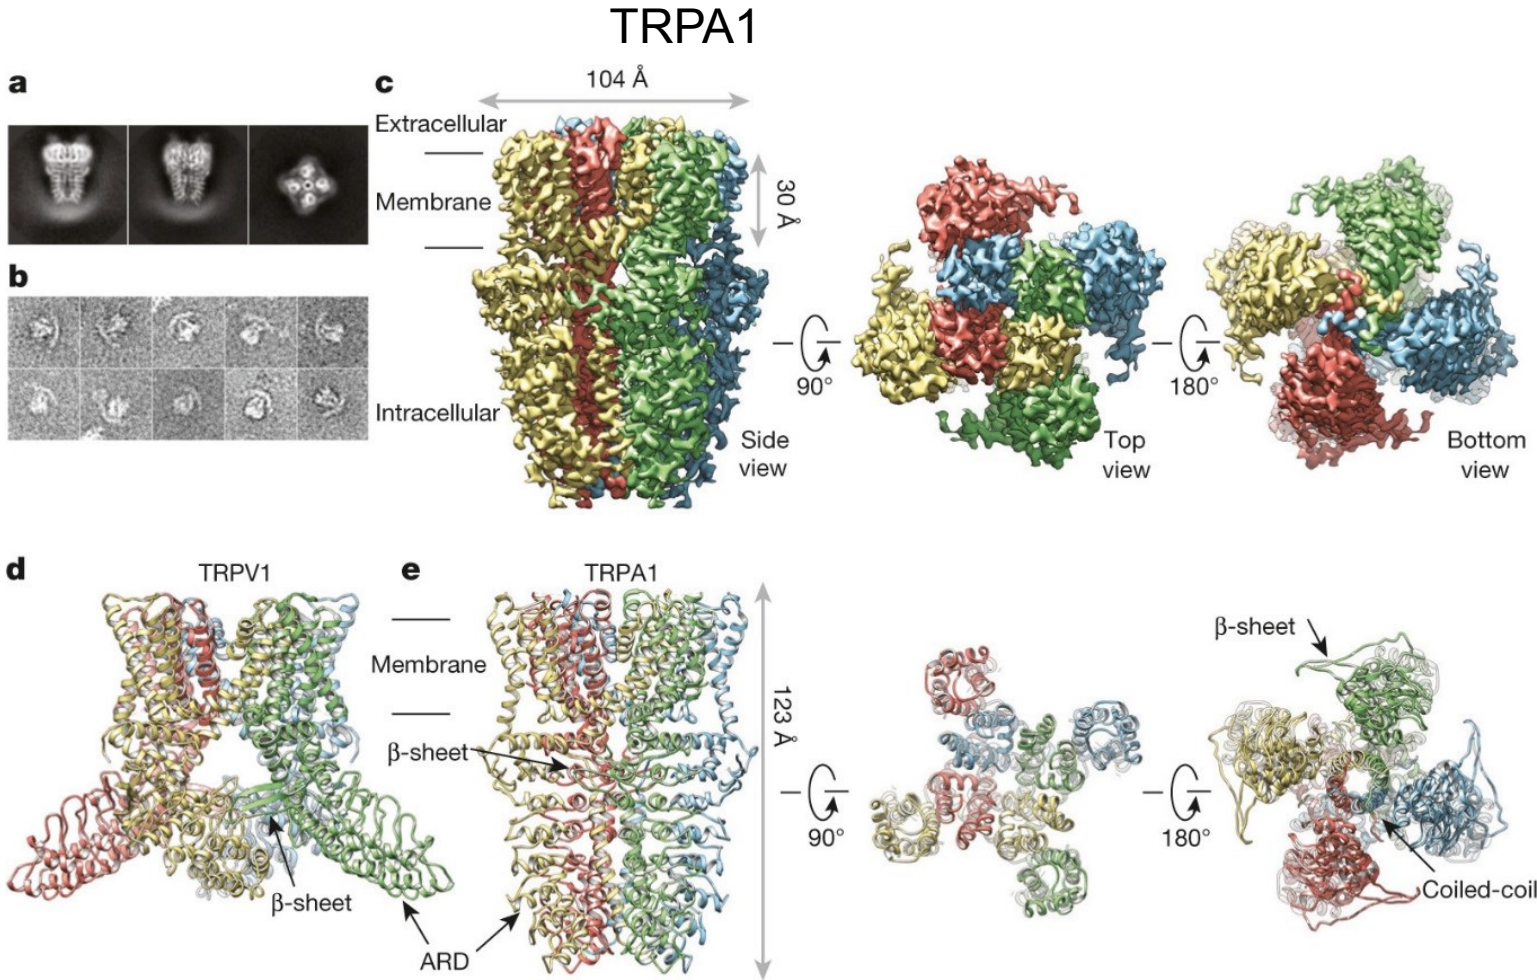 TRPA1
a
b
c
104 Å
Extracellular
Membrane
Intracellular
30 Å
Side
view
90°
Top
view
180°
Bottom
view
d
TRPV1
β-sheet
ARD
e
TRPA1
Membrane
β-sheet
123 Å
90°
180°
β-sheet
Coiled-coil